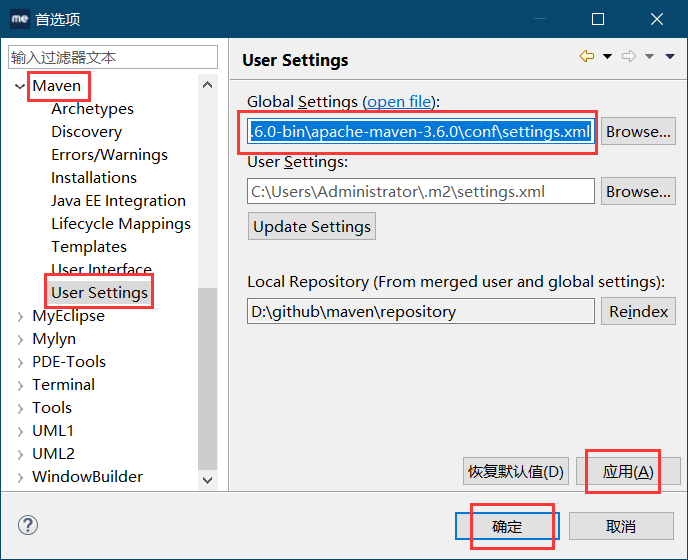 me 首选项
输入过滤器文本
Maven
Archetypes
Discovery
Errors/Warnings
Installations
Java EE Integration
Lifecycle Mappings
Templates
User Interface
User Settings
MyEclipse
Mylyn
PDE-Tools
Terminal
Tools
UML1
UML2
WindowBuilder
User Settings
Global Settings (open file):
.6.0-bin\apache-maven-3.6.0\conf\settings.xml
Browse...
User Settings:
C:\Users\Administrator\.m2\settings.xml
Browse...
Update Settings
Local Repository (From merged user and global settings):
D:\github\maven\repository
Reindex
恢复默认值(D)
应用(A)
?
确定
取消